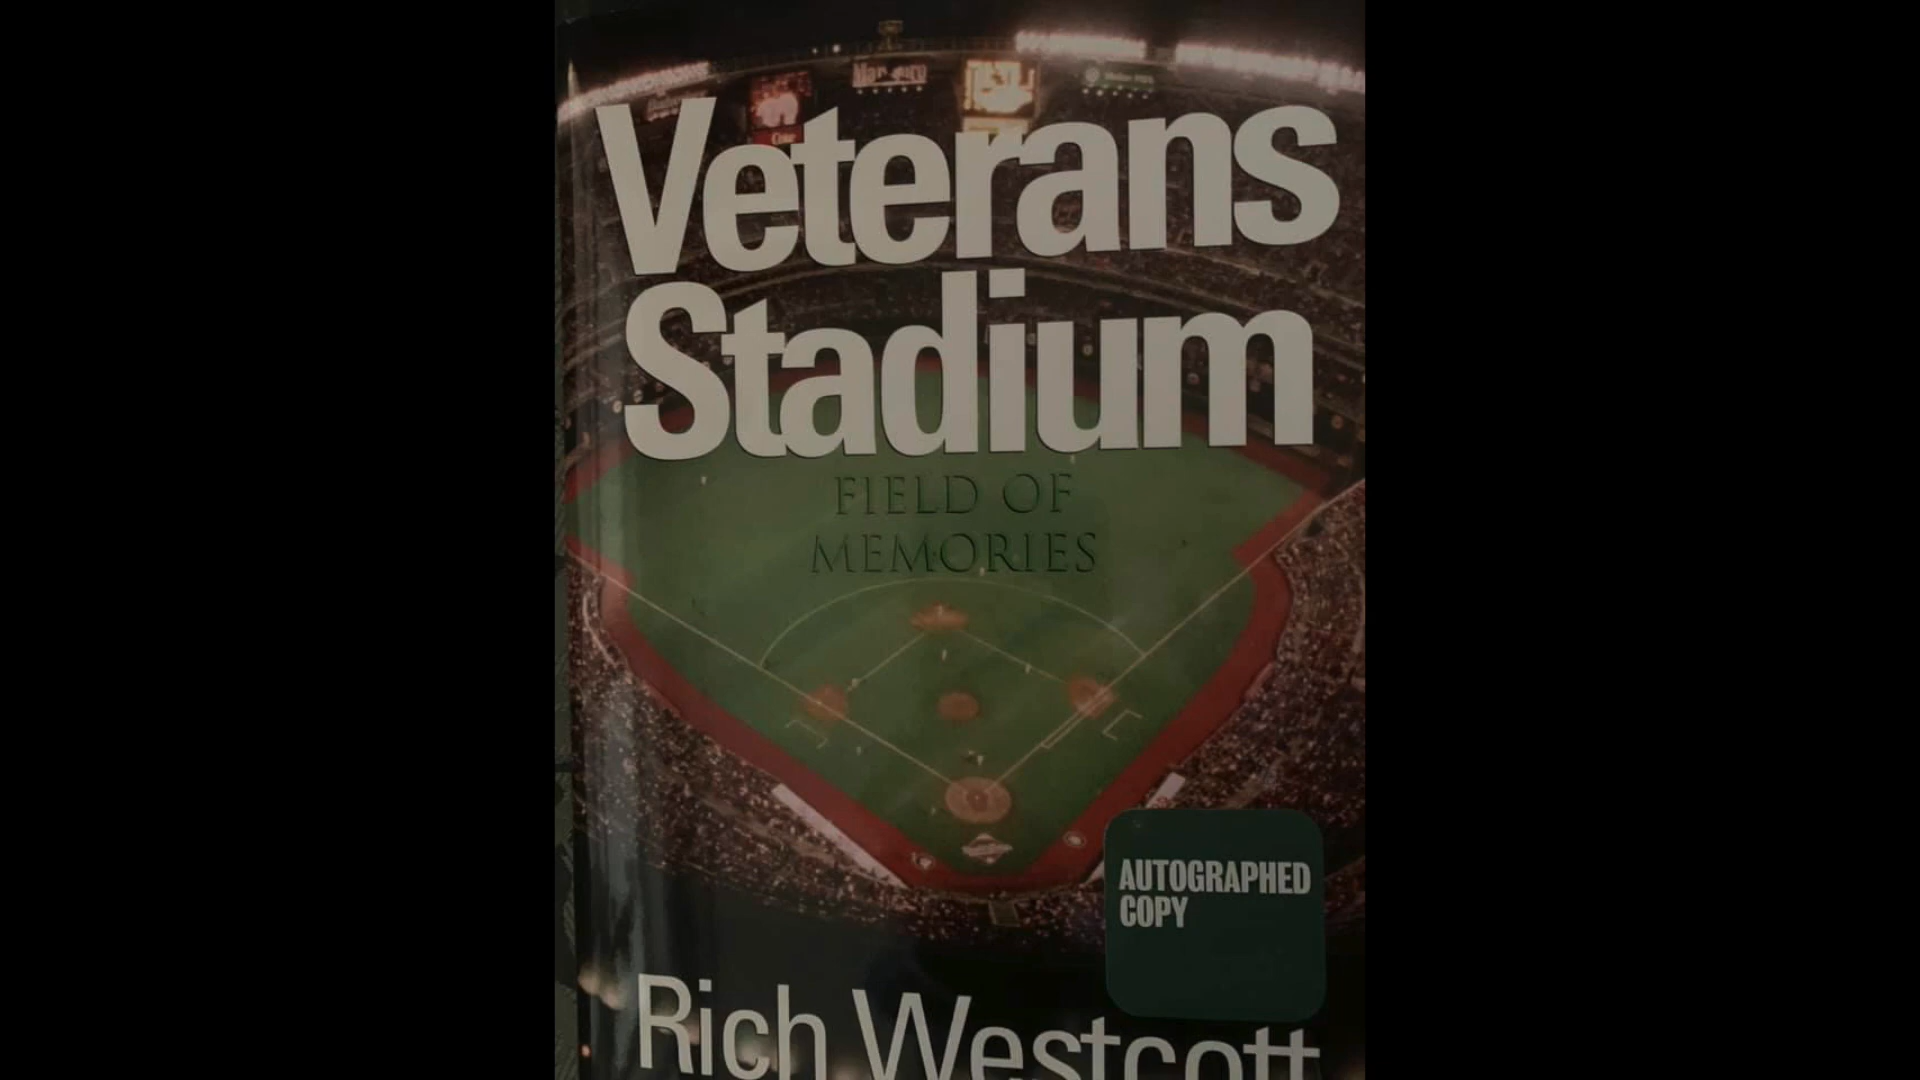 Veterans
Stadium
FIELD OF
MEMORIES
AUTOGRAPHED
COPY
Rich Westcott